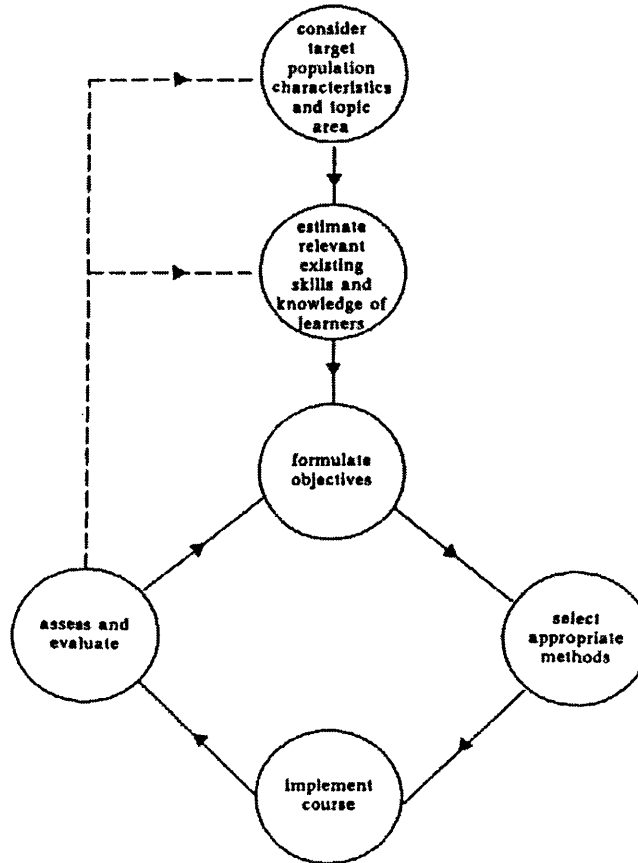 consider
target
population
characteristics
and topic
area
estimate
relevant
existing
skills and
knowledge of
learners
formulate
objectives
assess and
evaluate
select
appropriate
methods
implement
course